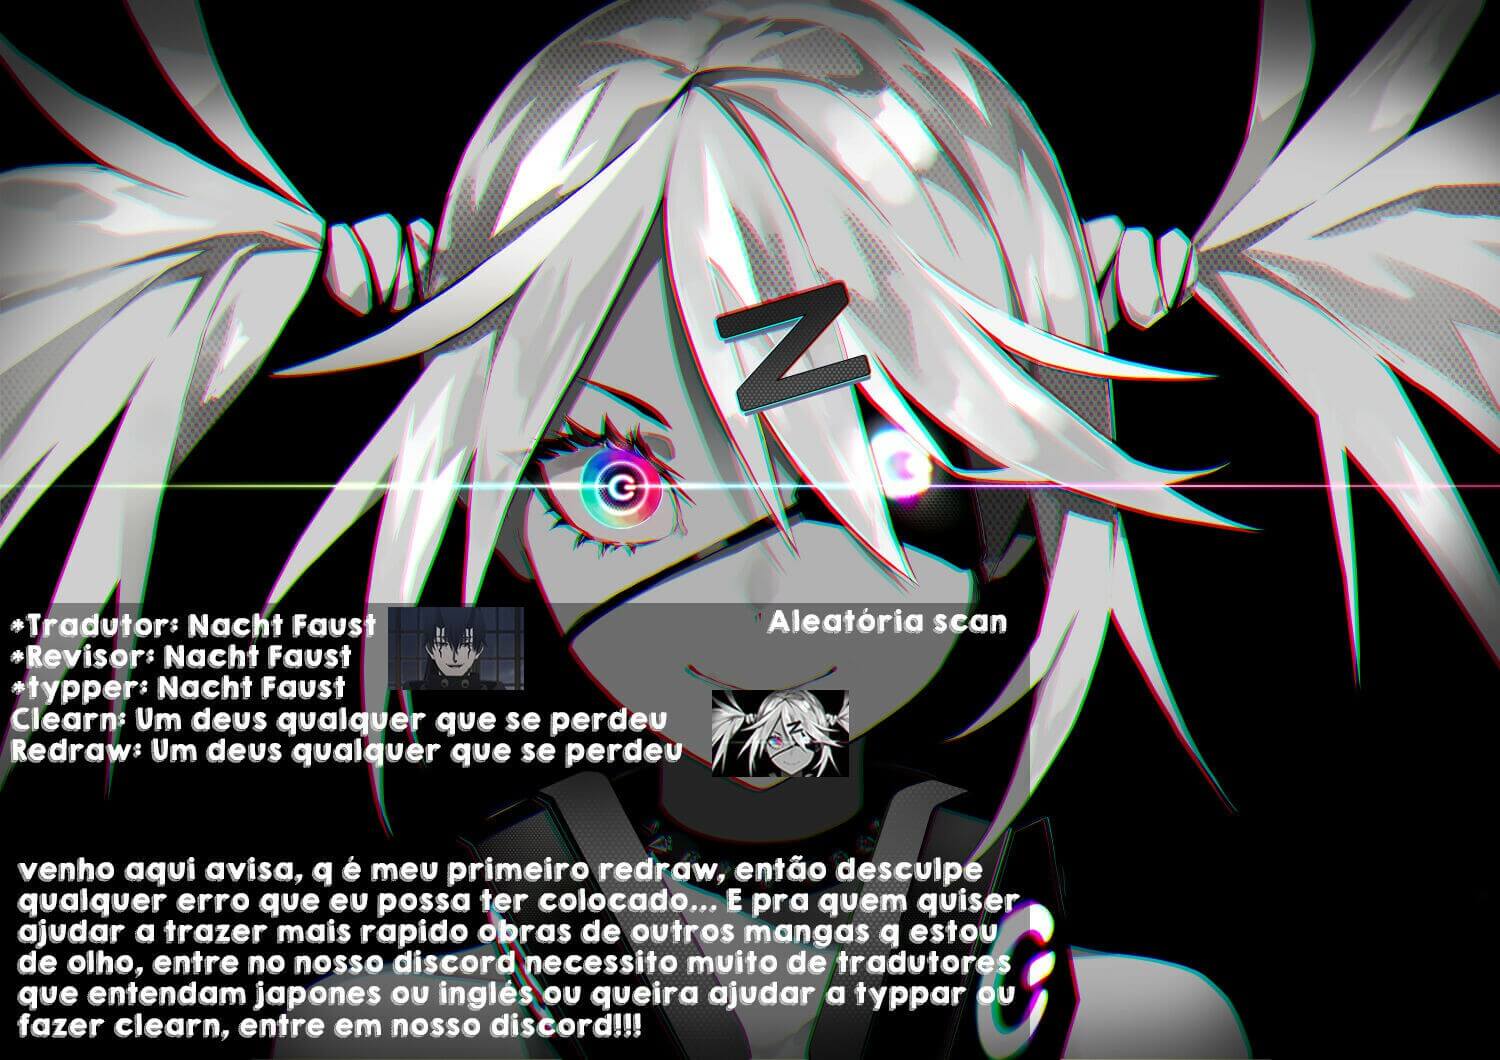 Z
*Tradutor: Nacht Faust
Aleatória scan
*Revisor: Nacht Faust
*typper: Nacht Faust
Clearn: Um deus qualquer que se perdeu
Redraw: Um deus qualquer que se perdeu
venho aqui avisa, q é meu primeiro redraw, então desculpe
qualquer erro que eu possa ter colocado... E pra quem quiser
ajudar a trazer mais rapido obras de outros mangas q estou
de olho, entre no nosso discord necessito muito de tradutores
que entendam japones ou inglês ou queira ajudar a typpar ou
fazer clearn, entre em nosso discord!!!